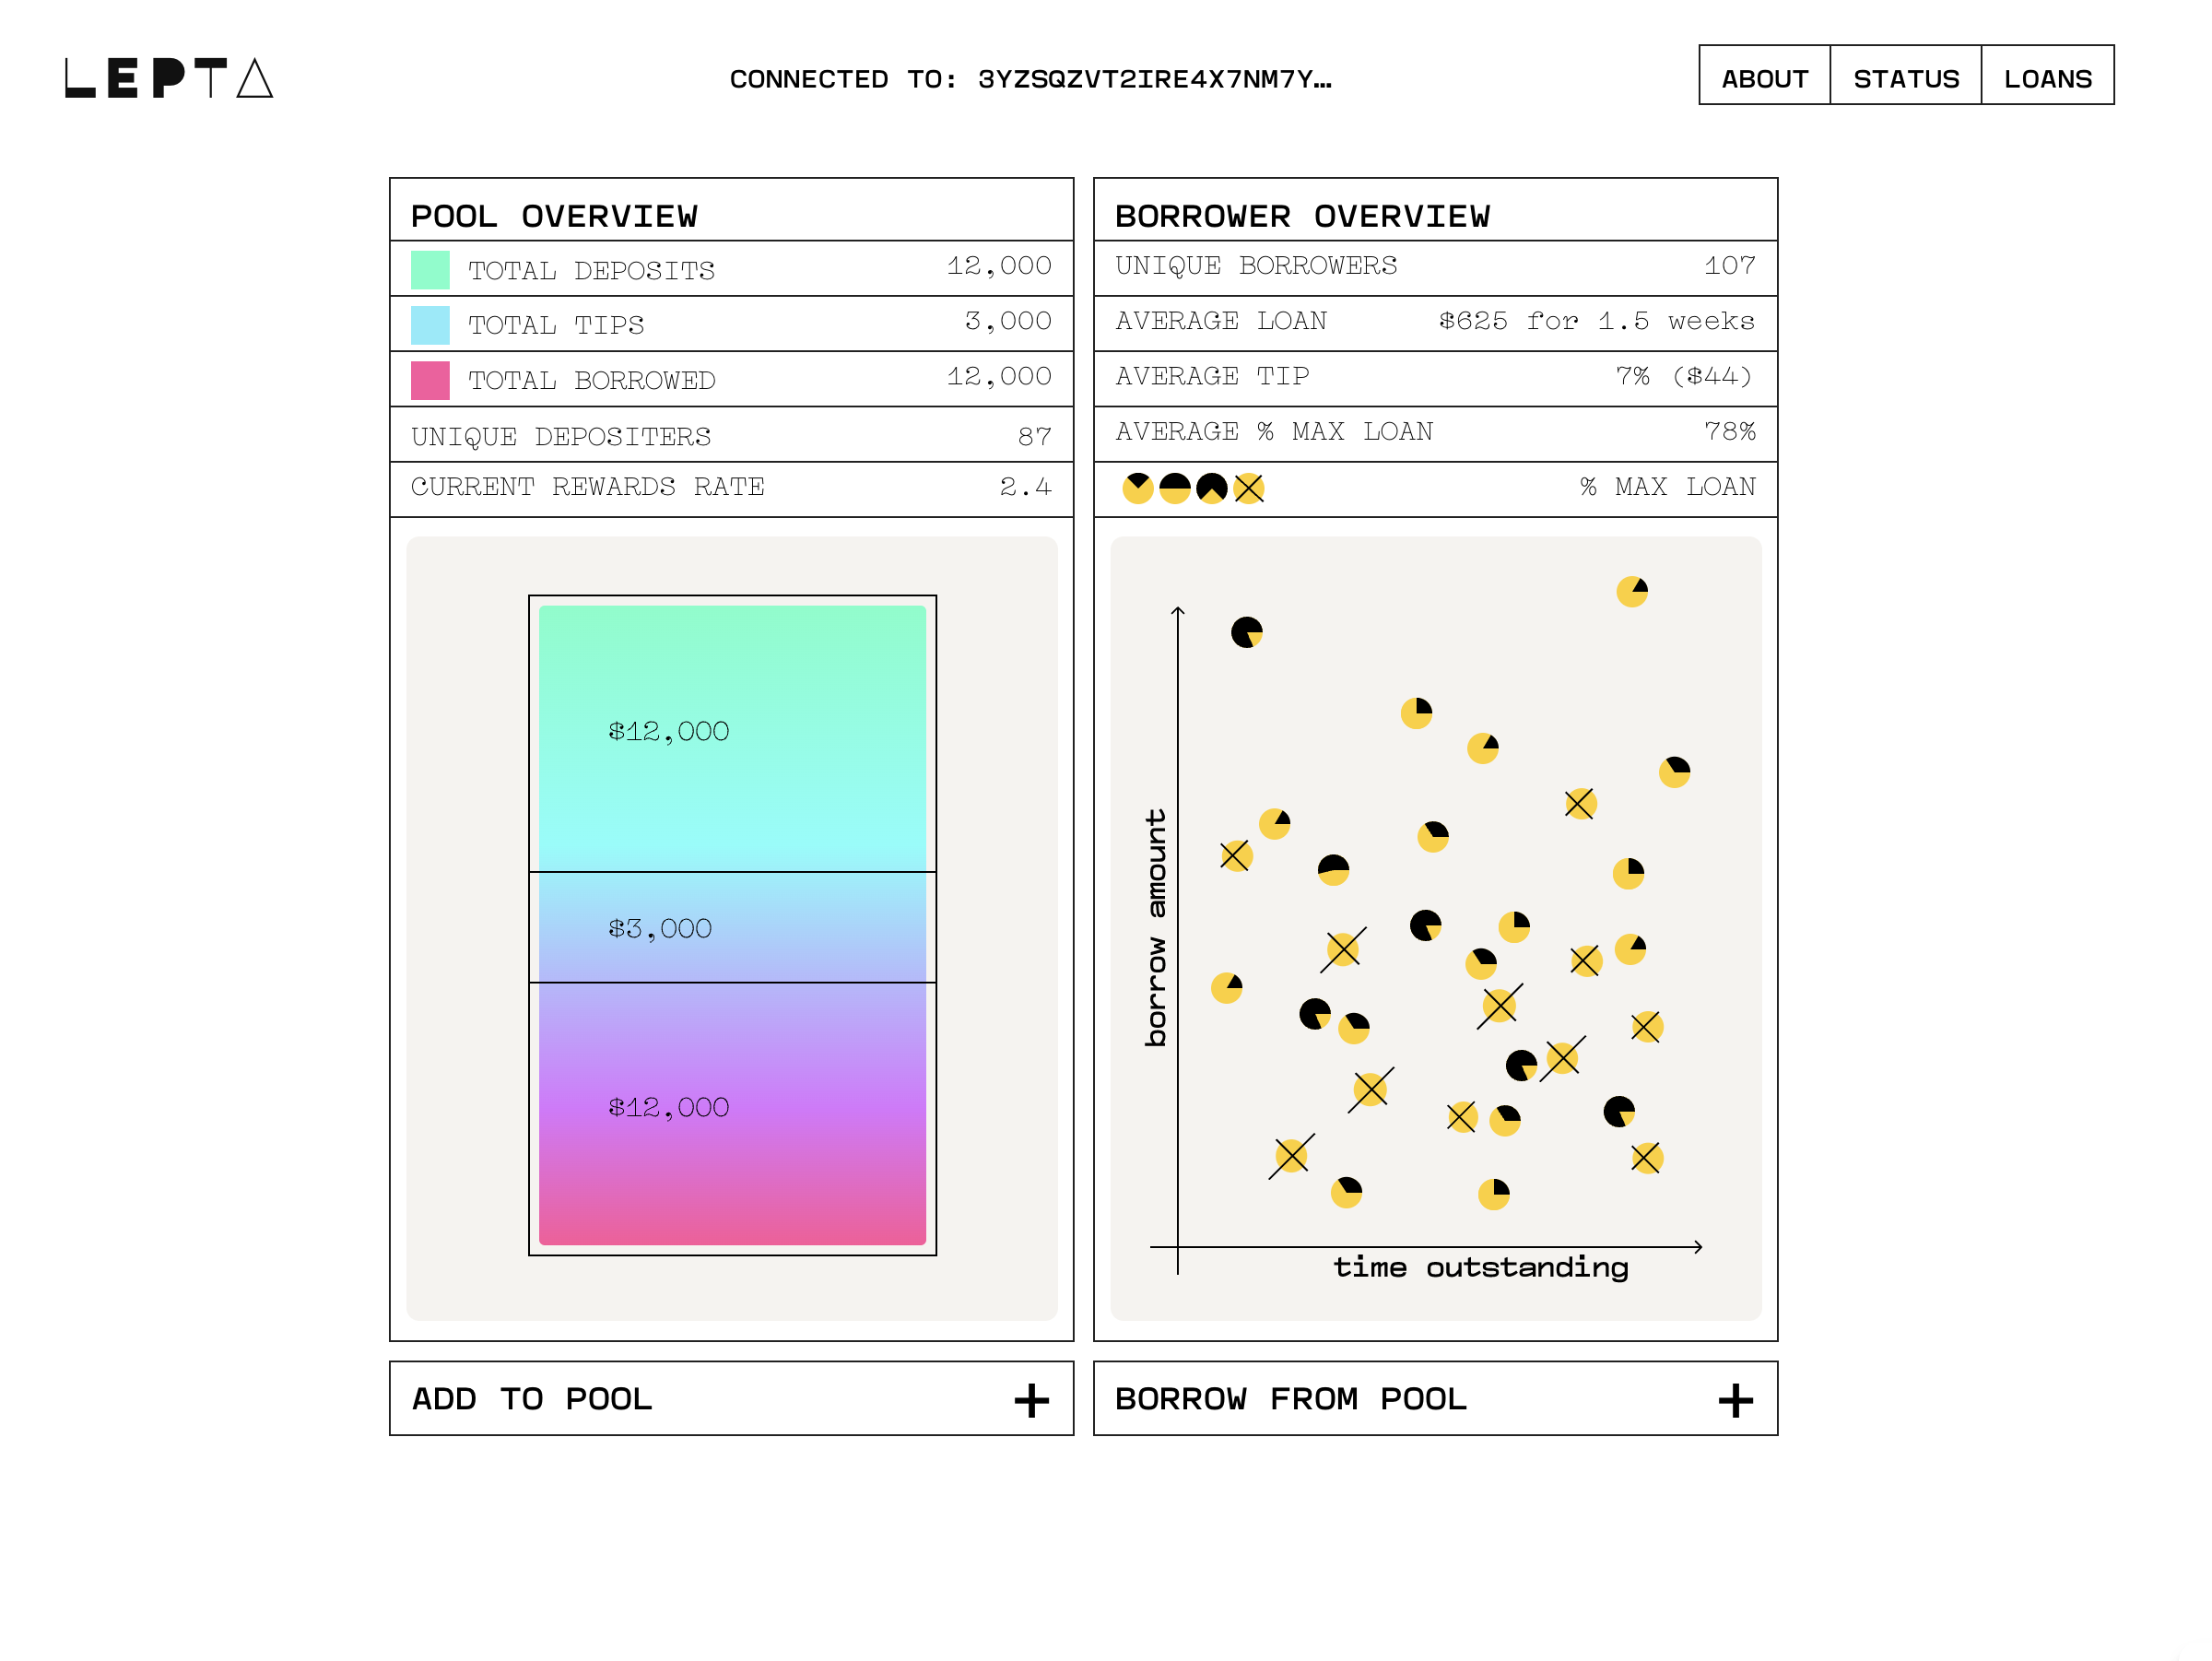 LEPTA
CONNECTED TO: 3YZSQZVT2IRE4X7NM7Y…
ABOUT
STATUS
LOANS
POOL OVERVIEW
TOTAL DEPOSITS 12,000
TOTAL TIPS 3,000
TOTAL BORROWED 12,000
UNIQUE DEPOSITERS 87
CURRENT REWARDS RATE 2.4
$12,000
$3,000
$12,000
ADD TO POOL +
BORROWER OVERVIEW
UNIQUE BORROWERS 107
AVERAGE LOAN $625 for 1.5 weeks
AVERAGE TIP 7% ($44)
AVERAGE % MAX LOAN 78%
% MAX LOAN
borrow amount
time outstanding
BORROW FROM POOL +